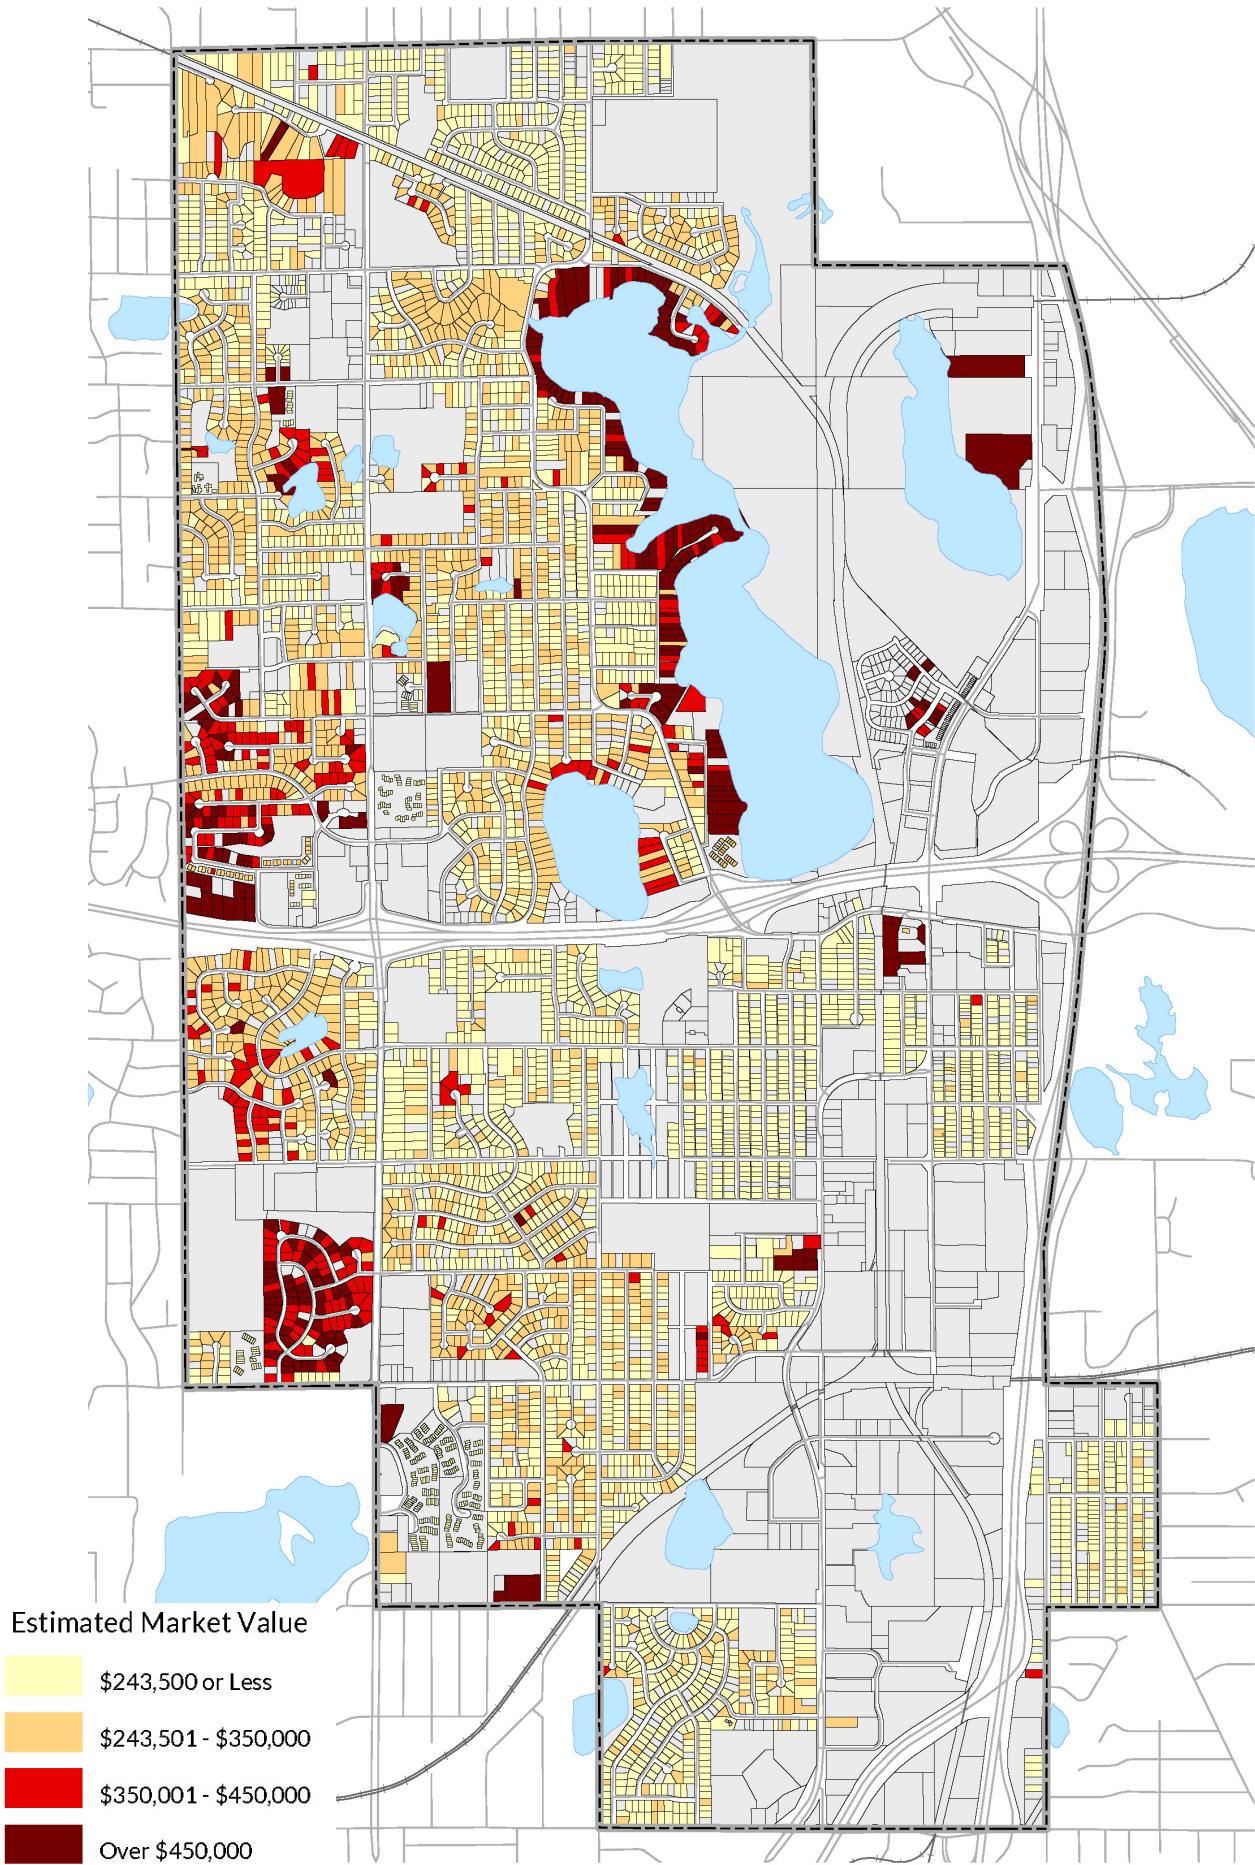 Estimated Market Value
$243,500 or Less
$243,501 - $350,000
$350,001 - $450,000
Over $450,000